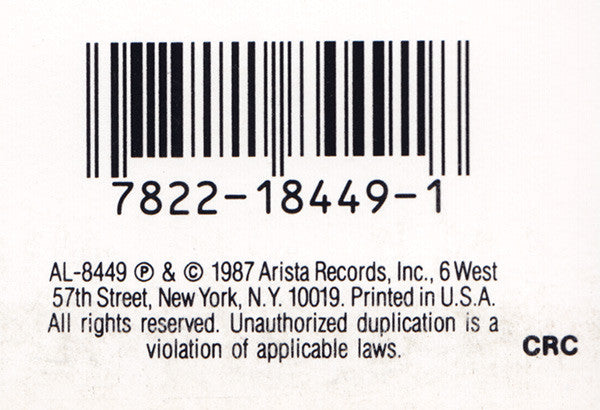 7822-18449-1
AL-8449 ℗ & © 1987 Arista Records, Inc., 6 West
57th Street, New York, N.Y. 10019. Printed in U.S.A.
All rights reserved. Unauthorized duplication is a
violation of applicable laws.
CRC